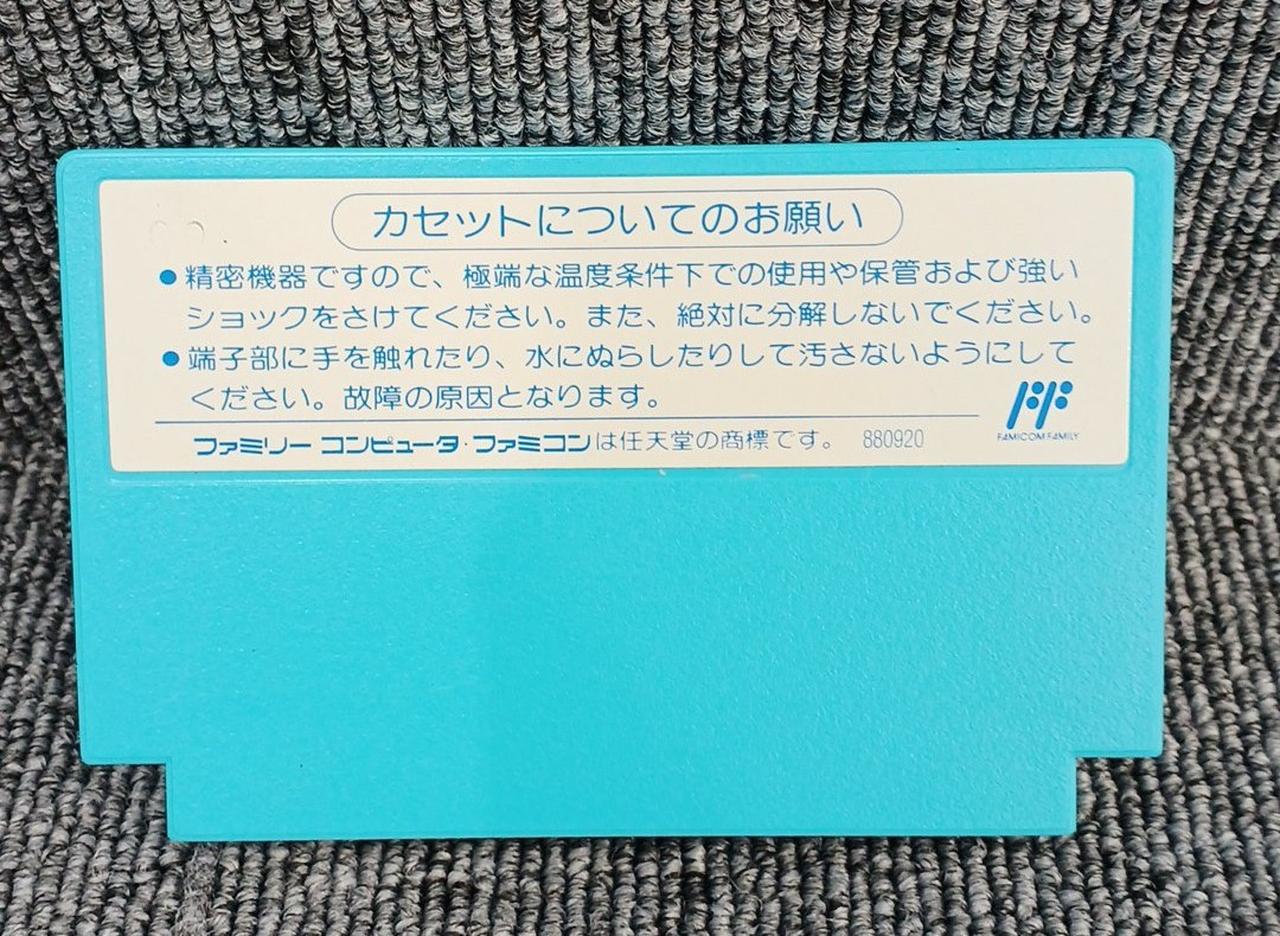 カセットについてのお願い
●精密機器ですので、極端な温度条件下での使用や保管および強い
ショックをさけてください。また、絶対に分解しないでください。
●端子部に手を触れたり、水にぬらしたりして汚さないようにして
ください。故障の原因となります。
FAMICOM FAMILY
ファミリーコンピュータ・ファミコンは任天堂の商標です。 880920